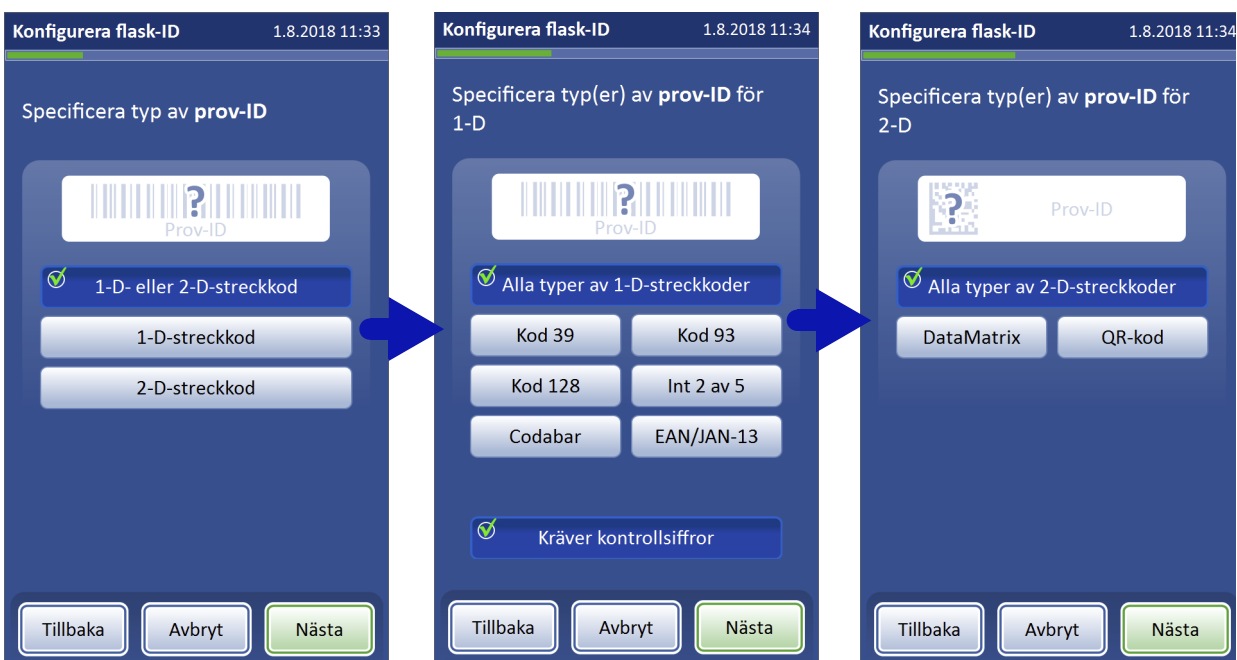 Konfigurera flask-ID 1.8.2018 11:33
Specificera typ av prov-ID
?
Prov-ID
1-D- eller 2-D-streckkod
1-D-streckkod
2-D-streckkod
Tillbaka Avbryt Nästa
Konfigurera flask-ID 1.8.2018 11:34
Specificera typ(er) av prov-ID för
1-D
?
Prov-ID
Alla typer av 1-D-streckkoder
Kod 39 Kod 93
Kod 128 Int 2 av 5
Codabar EAN/JAN-13
Kräver kontrollsiffror
Tillbaka Avbryt Nästa
Konfigurera flask-ID 1.8.2018 11:34
Specificera typ(er) av prov-ID för
2-D
? Prov-ID
Alla typer av 2-D-streckkoder
DataMatrix QR-kod
Tillbaka Avbryt Nästa